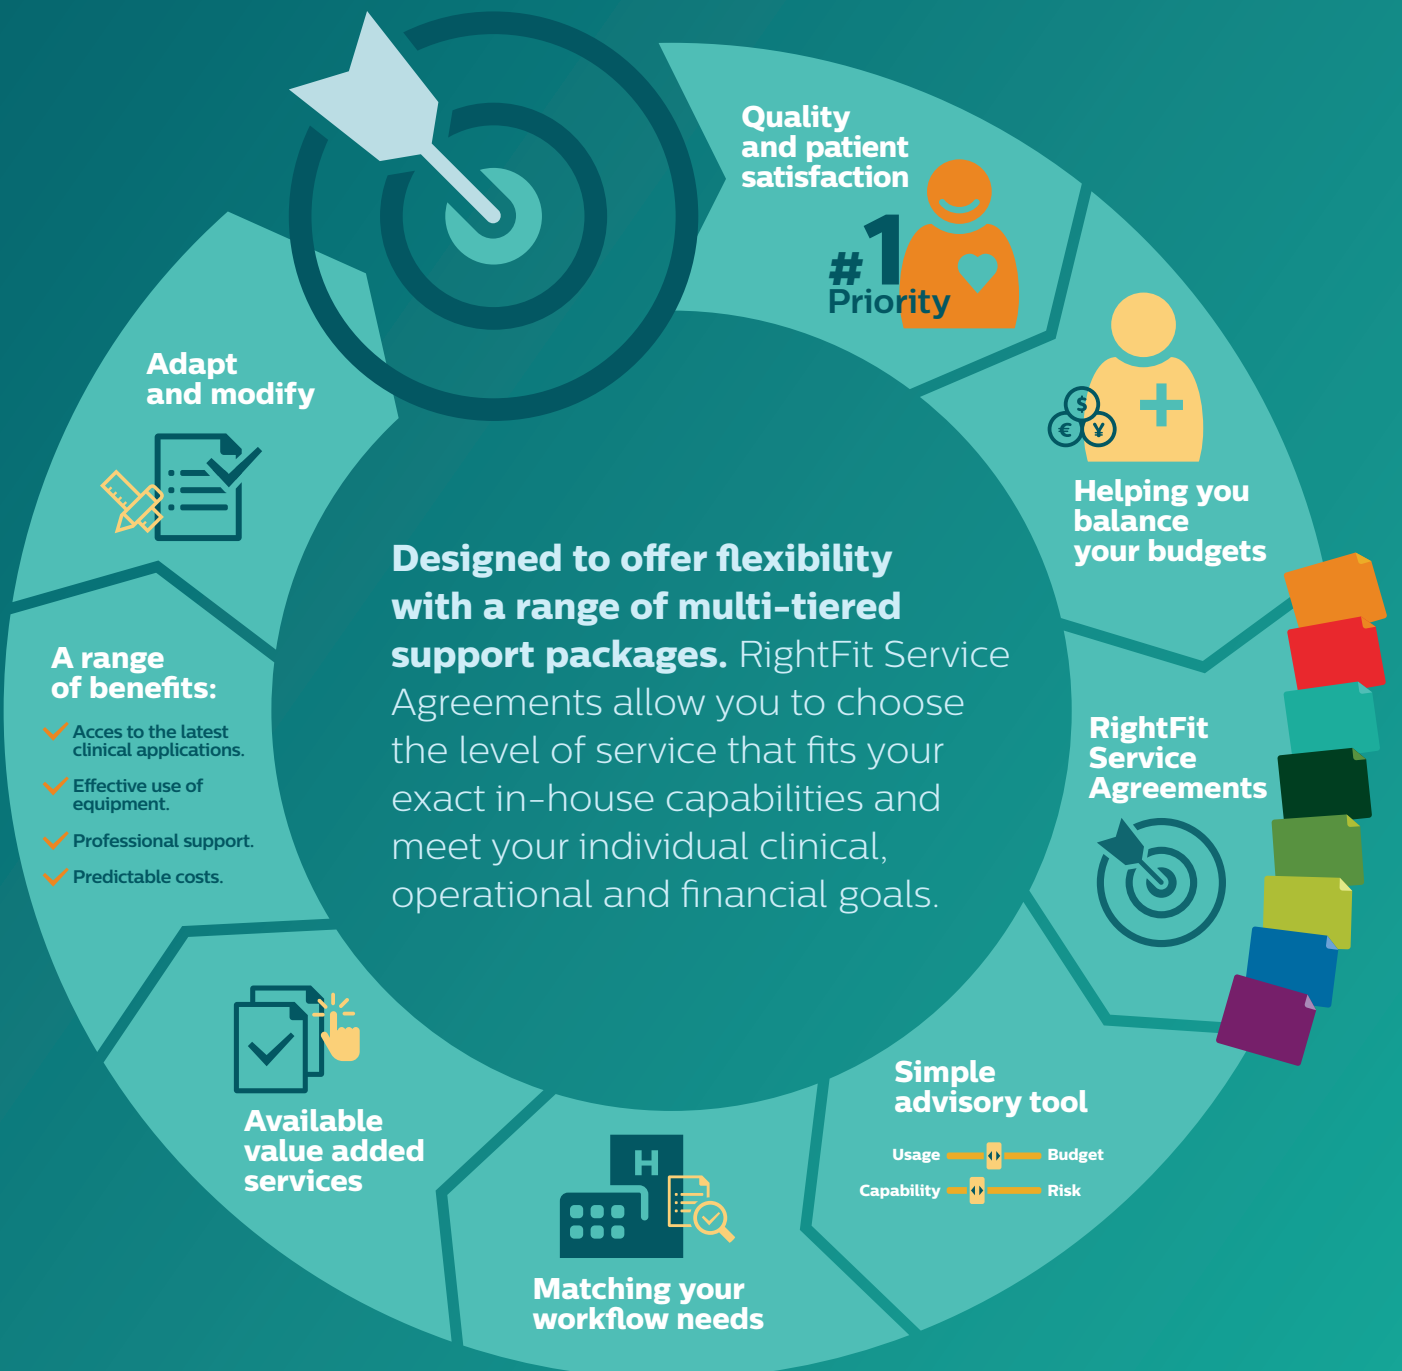 Quality
and patient
satisfaction
#1
Priority
Helping you
balance
your budgets
$
€ ¥
RightFit
Service
Agreements
Simple
advisory tool
Usage Budget
Capability Risk
H
Matching your
workflow needs
Available
value added
services
A range
of benefits:
Acces to the latest
clinical applications.
Effective use of
equipment.
Professional support.
Predictable costs.
Adapt
and modify
Designed to offer flexibility
with a range of multi-tiered
support packages. RightFit Service
Agreements allow you to choose
the level of service that fits your
exact in-house capabilities and
meet your individual clinical,
operational and financial goals.